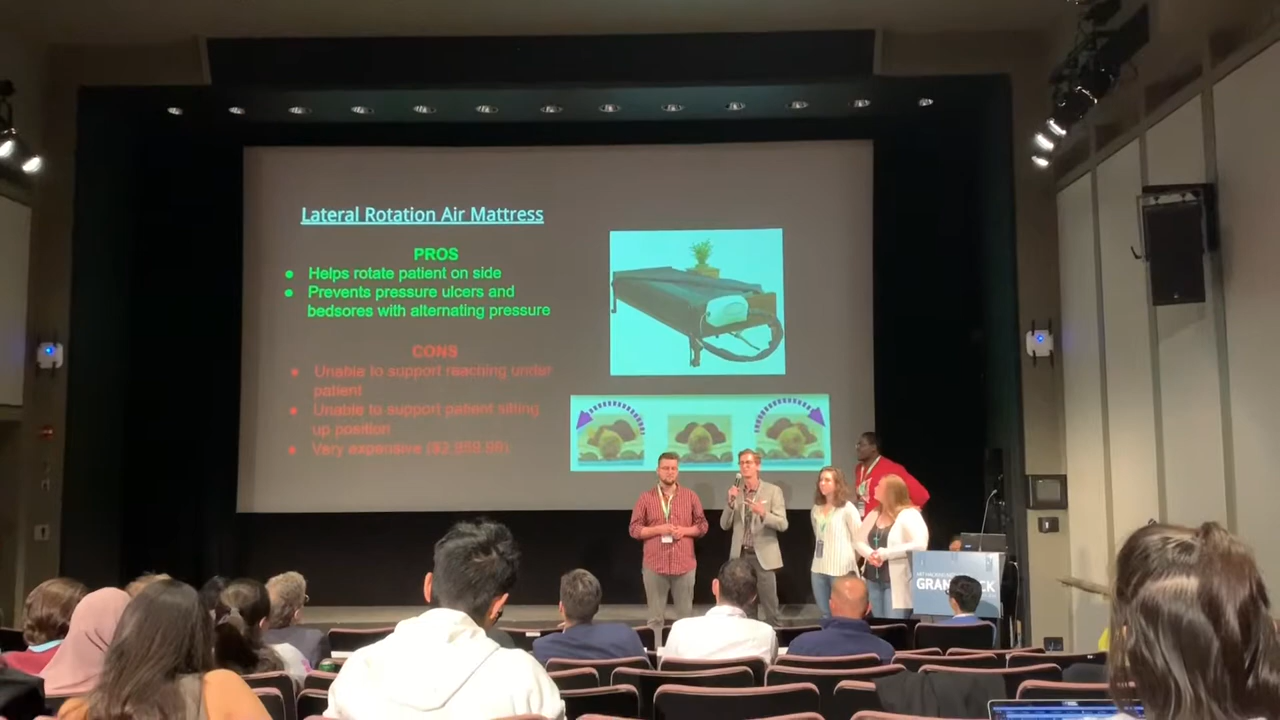 Lateral Rotation Air Mattress
PROS
● Helps rotate patient on side
● Prevents pressure ulcers and
bedsores with alternating pressure
CONS
● Unable to support reaching under
patient
● Unable to support patient sitting
up position
● Very expensive